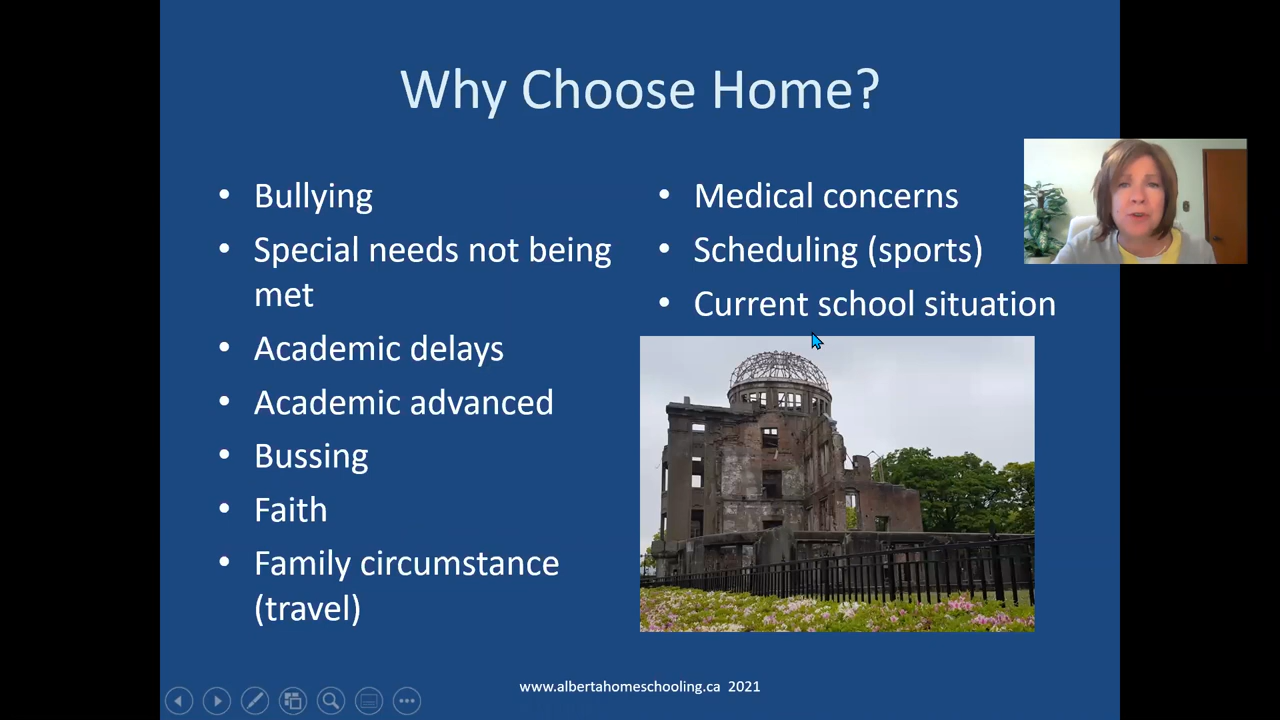 Why Choose Home?
• Bullying
• Special needs not being
met
• Academic delays
• Academic advanced
• Bussing
• Faith
• Family circumstance
(travel)
• Medical concerns
• Scheduling (sports)
• Current school situation
www.albertahomeschooling.ca 2021